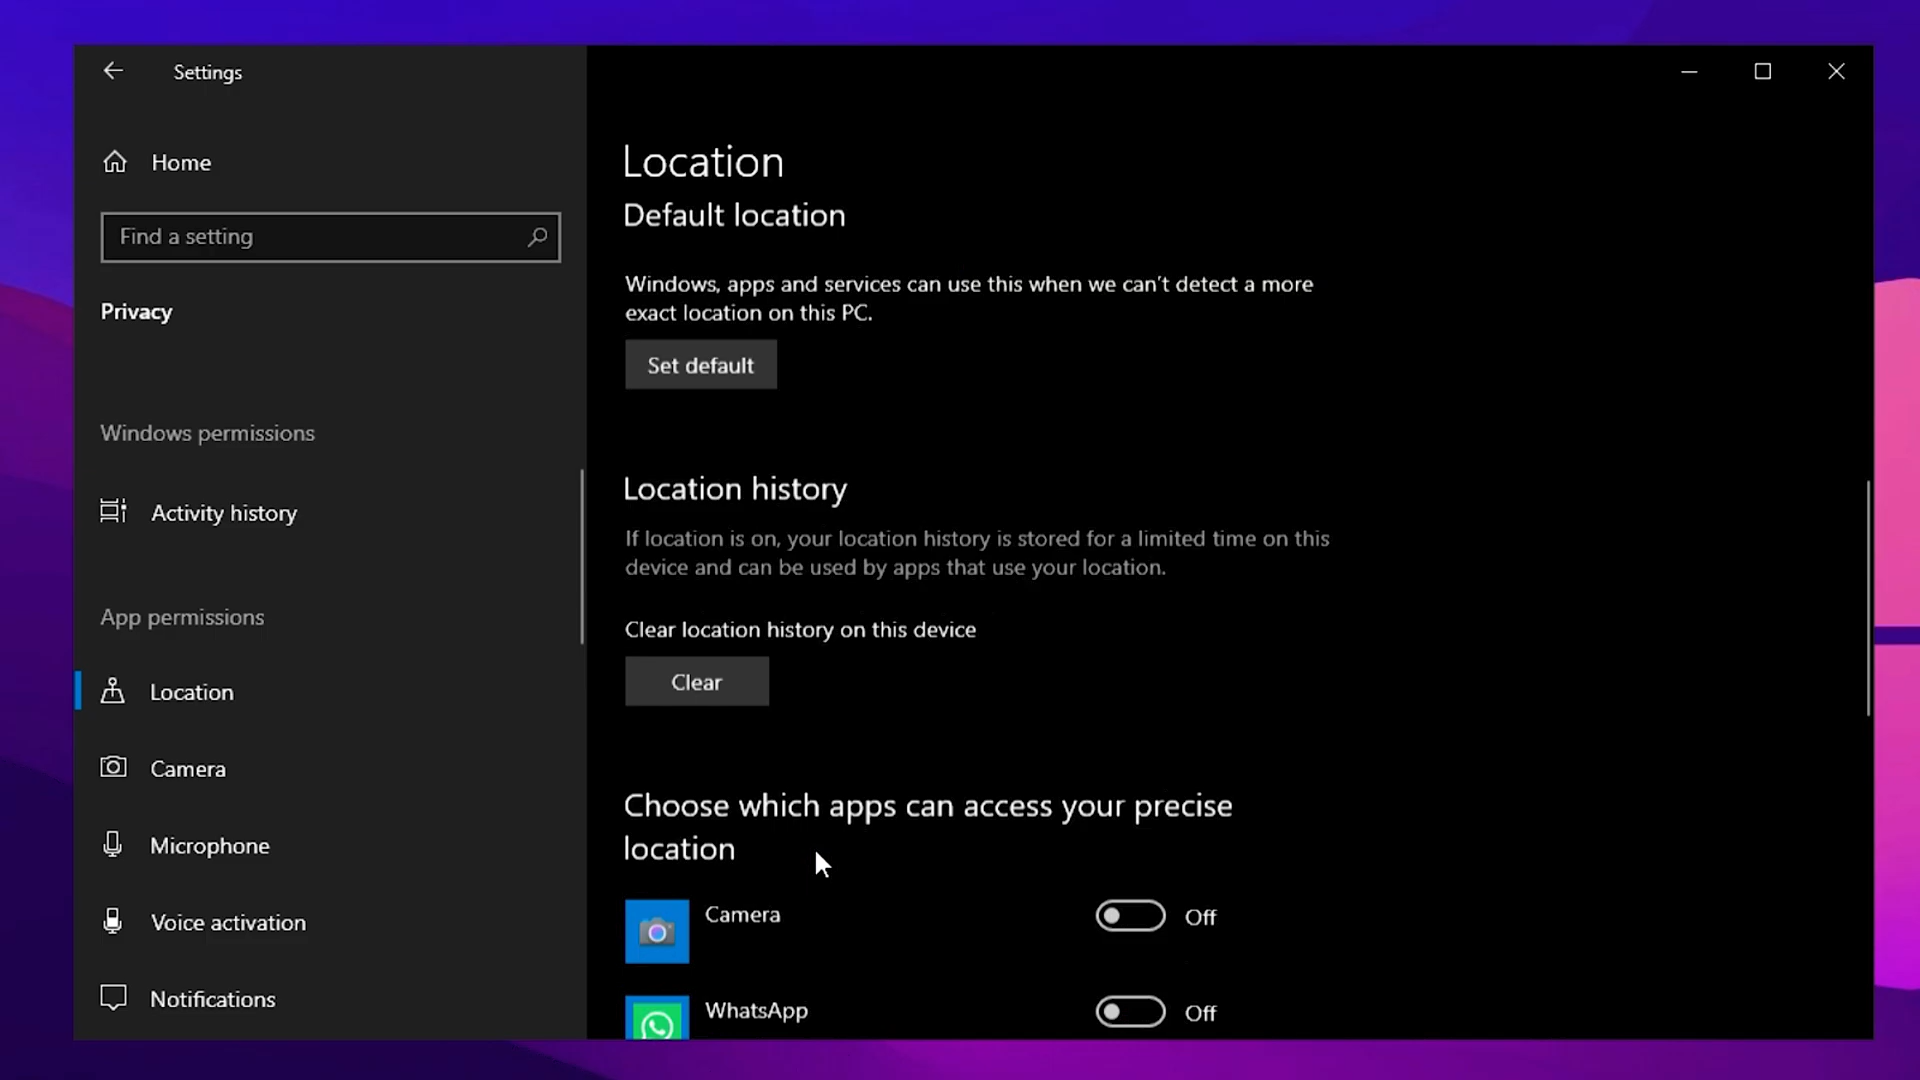 Settings
Home
Find a setting
Privacy
Windows permissions
Activity history
App permissions
Location
Camera
Microphone
Voice activation
Notifications
Location
Default location
Windows, apps and services can use this when we can't detect a more
exact location on this PC.
Set default
Location history
If location is on, your location history is stored for a limited time on this
device and can be used by apps that use your location.
Clear location history on this device
Clear
Choose which apps can access your precise
location
Camera Off
WhatsApp Off